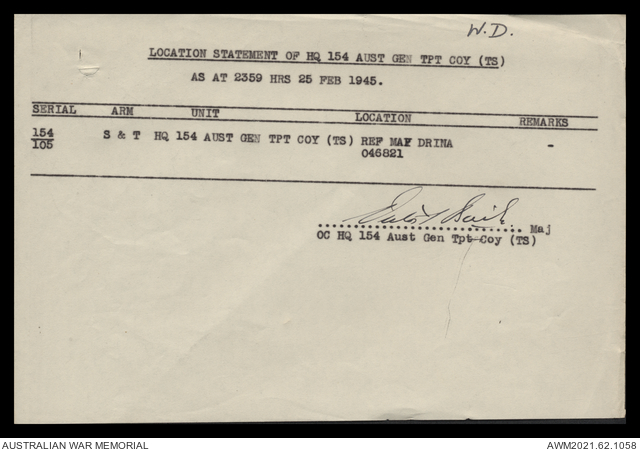 W.D.
LOCATION STATEMENT OF HQ 154 AUST GEN TPT COY (TS)
AS AT 2359 HRS 25 FEB 1945.
SERIAL ARM UNIT LOCATION REMARKS
154 S & T HQ 154 AUST GEN TPT COY (TS) REF MAP DRINA -
105 046821
Maj
OC HQ 154 Aust Gen Tpt Coy (TS)
AUSTRALIAN WAR MEMORIAL AWM2021.62.1058